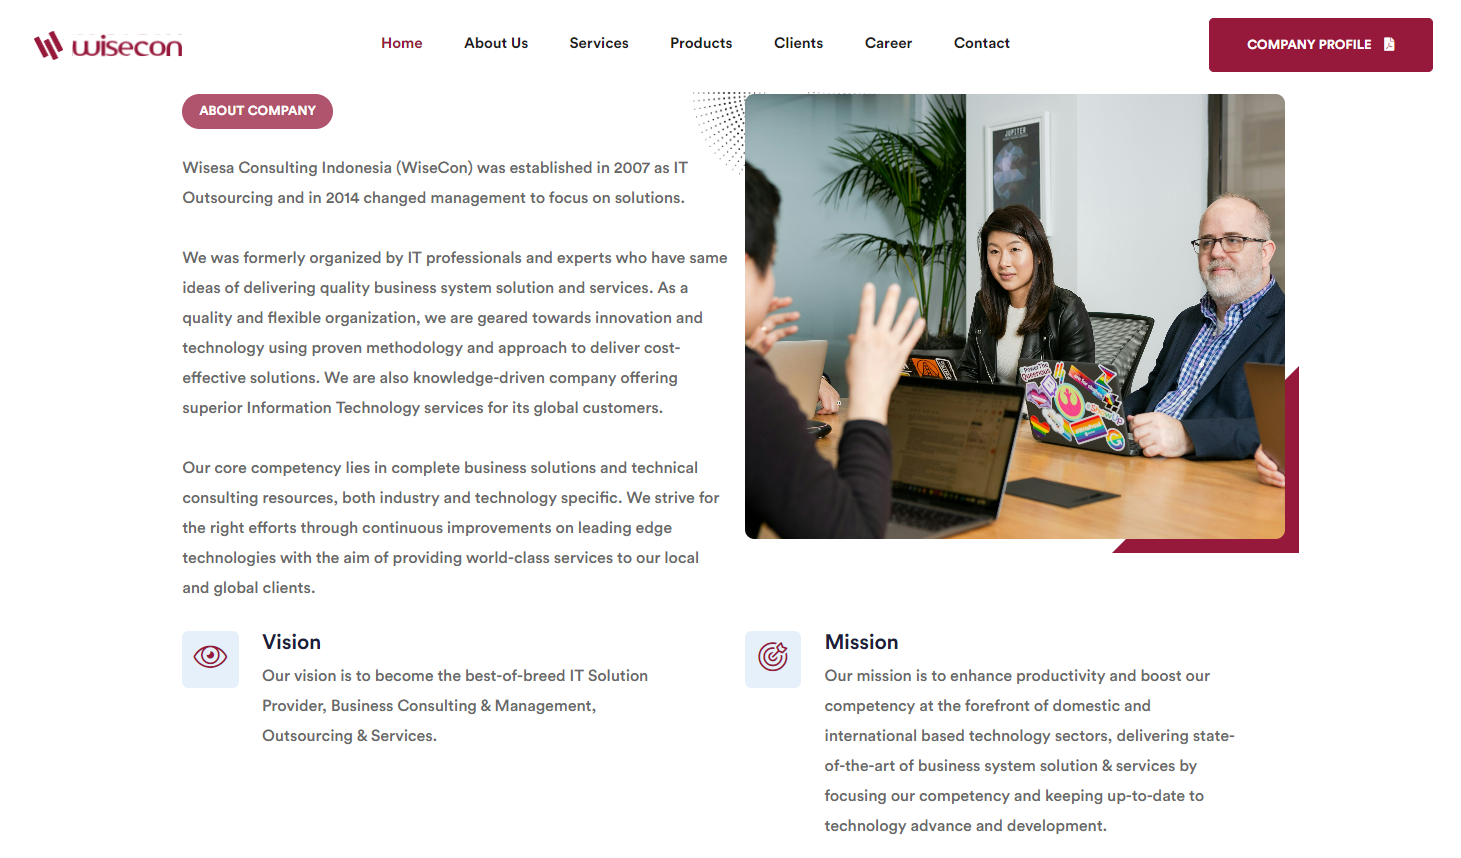 wisecon
Home
About Us
Services
Products
Clients
Career
Contact
COMPANY PROFILE
ABOUT COMPANY
Wisesa Consulting Indonesia (WiseCon) was established in 2007 as IT
Outsourcing and in 2014 changed management to focus on solutions.
We was formerly organized by IT professionals and experts who have same
ideas of delivering quality business system solution and services. As a
quality and flexible organization, we are geared towards innovation and
technology using proven methodology and approach to deliver cost-
effective solutions. We are also knowledge-driven company offering
superior Information Technology services for its global customers.
Our core competency lies in complete business solutions and technical
consulting resources, both industry and technology specific. We strive for
the right efforts through continuous improvements on leading edge
technologies with the aim of providing world-class services to our local
and global clients.
JUPITER
Vision
Our vision is to become the best-of-breed IT Solution
Provider, Business Consulting & Management,
Outsourcing & Services.
Mission
Our mission is to enhance productivity and boost our
competency at the forefront of domestic and
international based technology sectors, delivering state-
of-the-art of business system solution & services by
focusing our competency and keeping up-to-date to
technology advance and development.